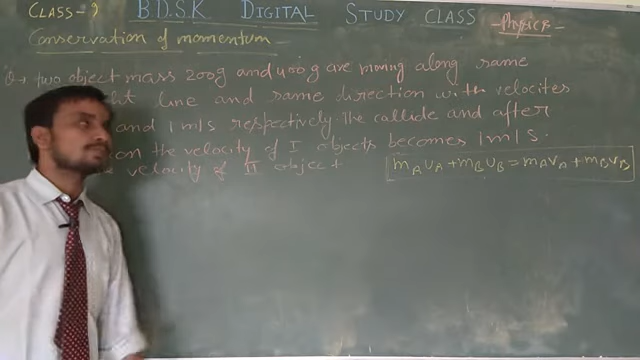 CLASS-9 B.D.S.K. DIGITAL STUDY CLASS -Physics-
Conservation of momentum
Q→ two object mass 200g and 400g are moving along same
line and same direction with velocites
and 1m/s respectively. The collide and after
on the velocity of I objects becomes 1m/s.
velocity of II object
mAuA+mBuB=mAvA+mBvB